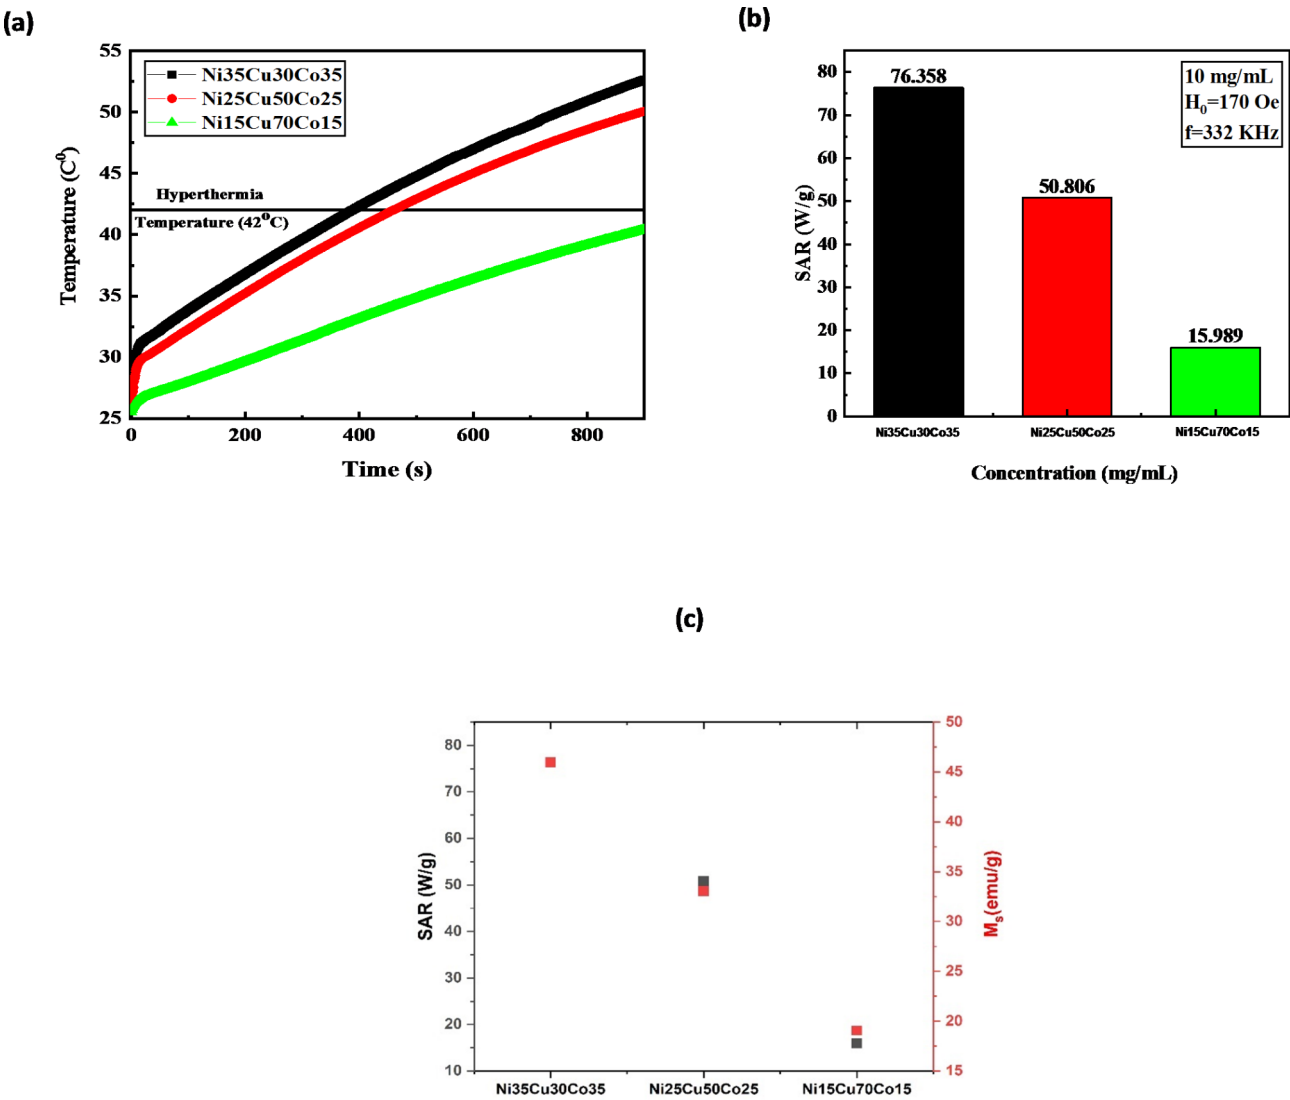 (a)
55
50
45
40
35
30
25
Temperature (C⁰)
Ni35Cu30Co35
Ni25Cu50Co25
Ni15Cu70Co15
Hyperthermia
Temperature (42⁰C)
0
200
400
600
800
Time (s)
(b)
80
70
60
50
40
30
20
10
0
SAR (W/g)
76.358
50.806
15.989
10 mg/mL
H₀=170 Oe
f=332 KHz
Ni35Cu30Co35
Ni25Cu50Co25
Ni15Cu70Co15
Concentration (mg/mL)
(c)
80
70
60
50
40
30
20
10
SAR (W/g)
50
45
40
35
30
25
20
15
Mₛ(emu/g)
Ni35Cu30Co35
Ni25Cu50Co25
Ni15Cu70Co15